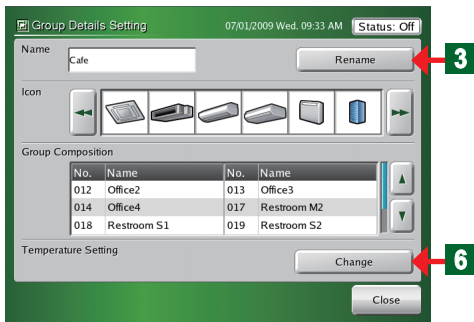 Group Details Setting 07/01/2009 Wed. 09:33 AM Status: Off
Name
Cafe
Rename
3
Icon
Group Composition
No. Name No. Name
012 Office2 013 Office3
014 Office4 017 Restroom M2
018 Restroom S1 019 Restroom S2
Temperature Setting
Change
6
Close